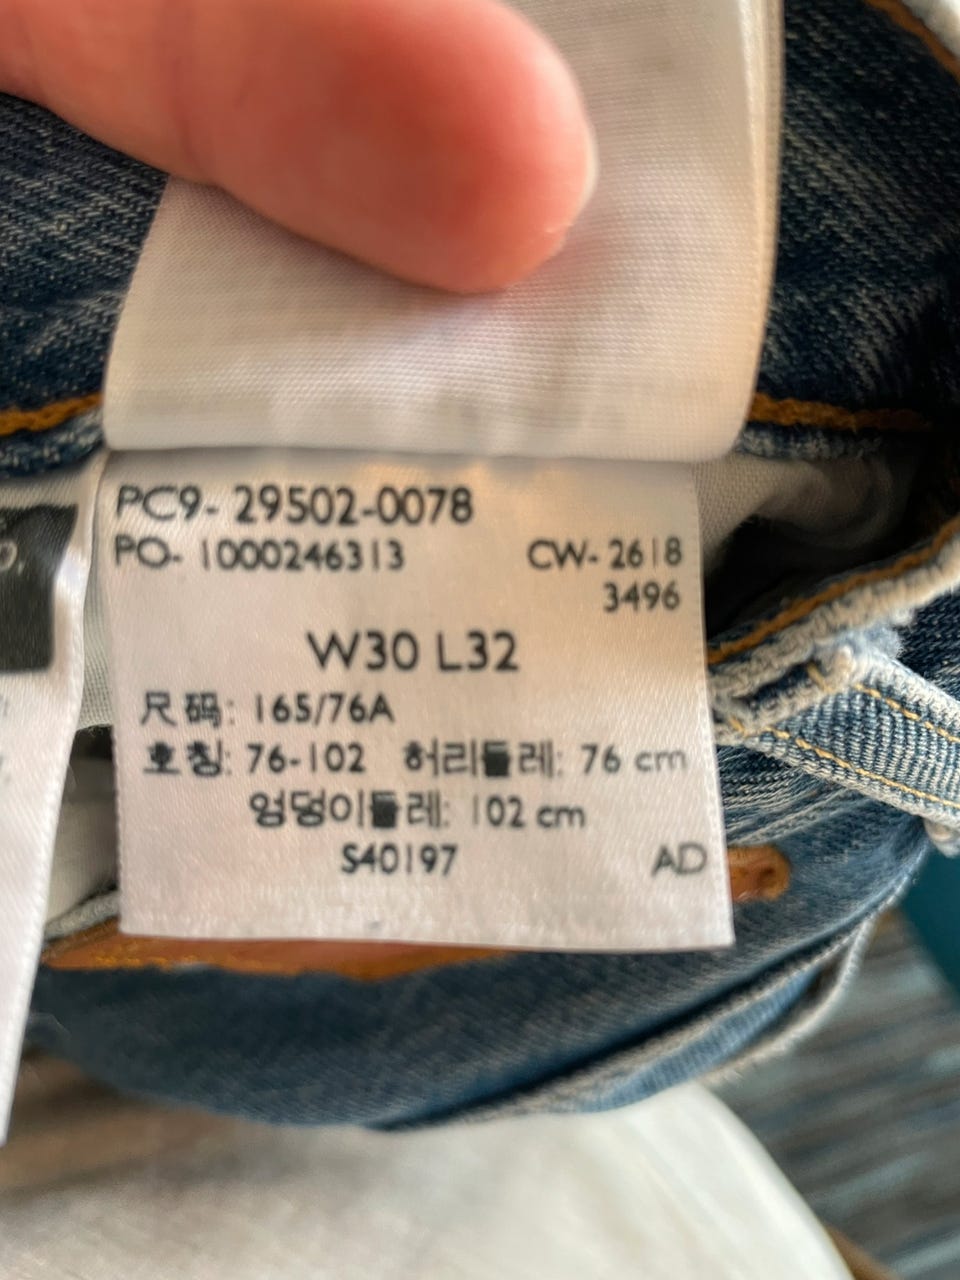 PC9- 29502-0078
PO- 1000246313 CW- 2618
3496
W30 L32
尺码: 165/76A
호칭: 76-102 허리둘레: 76 cm
엉덩이둘레: 102 cm
S40197 AD